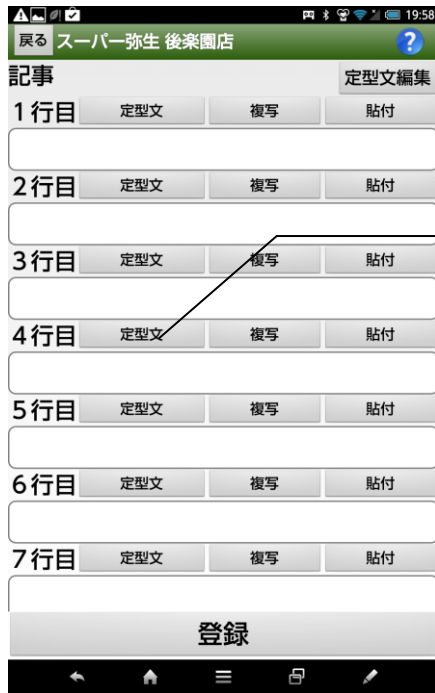 19:58
戻る スーパー弥生 後楽園店 ?
記事 定型文編集
1行目 定型文 複写 貼付
2行目 定型文 複写 貼付
3行目 定型文 複写 貼付
4行目 定型文 複写 貼付
5行目 定型文 複写 貼付
6行目 定型文 複写 貼付
7行目 定型文 複写 貼付
登録